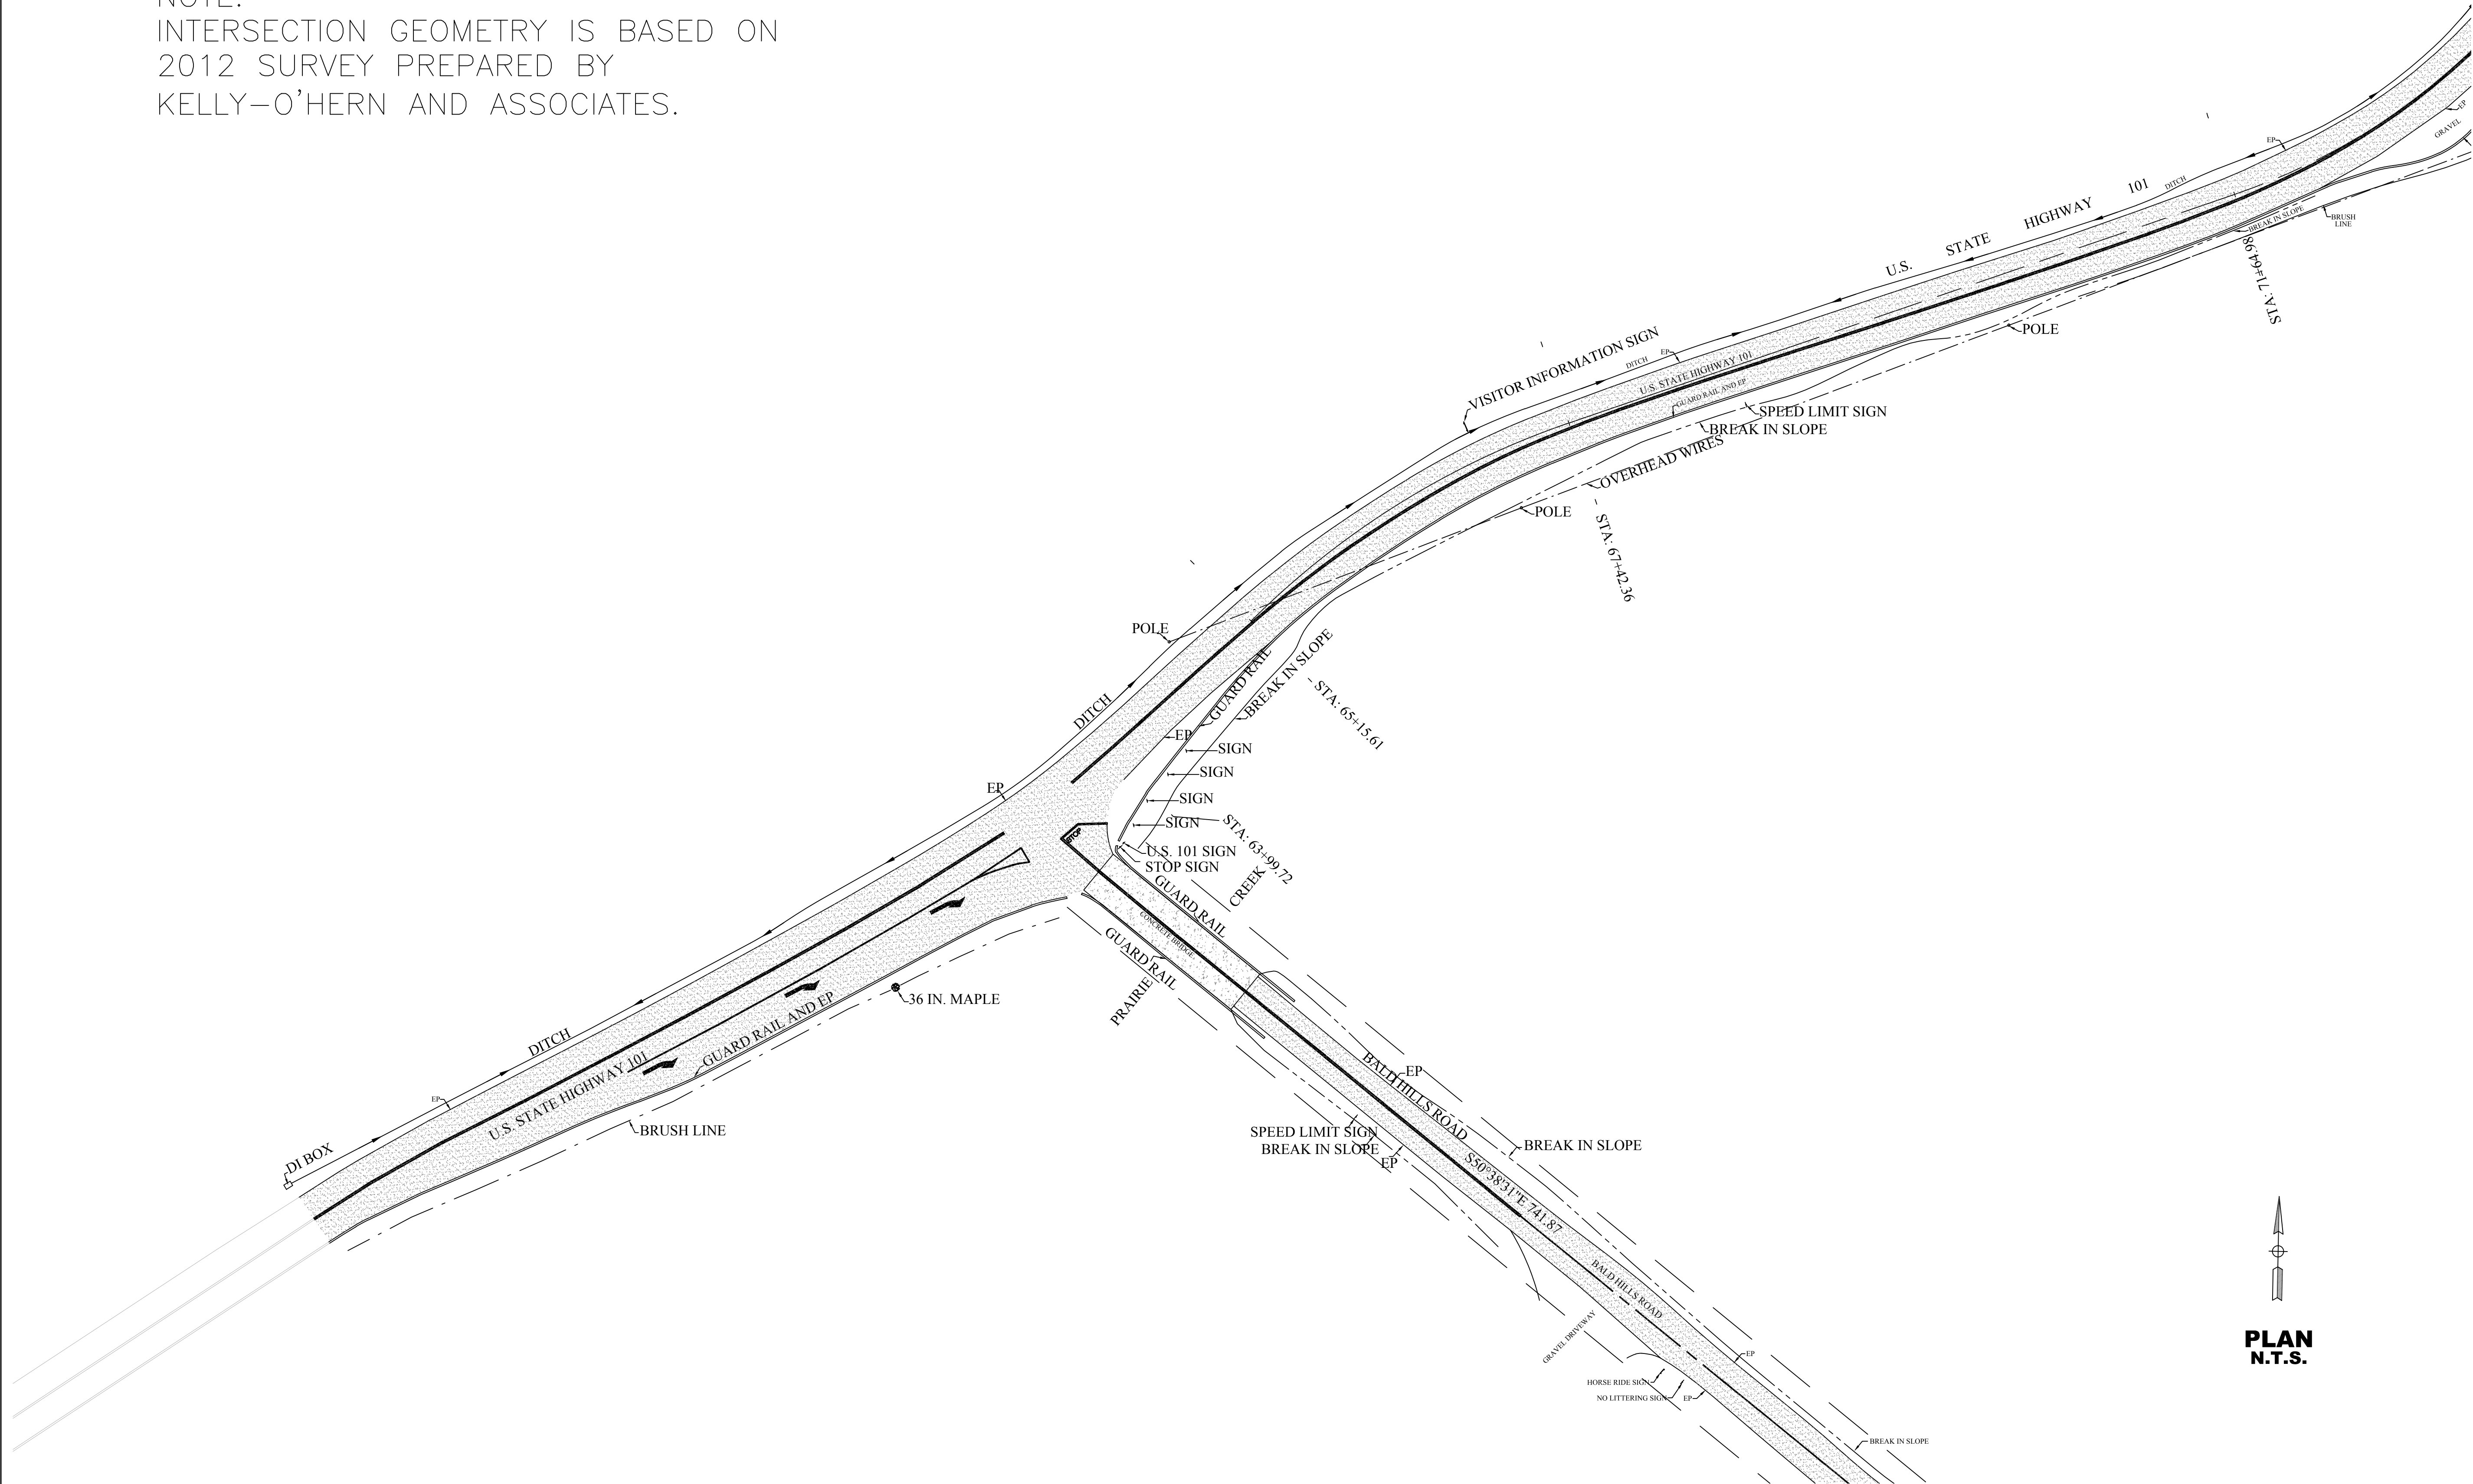 NOTE:
INTERSECTION GEOMETRY IS BASED ON
2012 SURVEY PREPARED BY
KELLY-O'HERN AND ASSOCIATES.
EP
GRAVEL
EP
U.S. STATE HIGHWAY 101
DITCH
BREAK IN SLOPE
BRUSH
LINE
STA: 71+64.98
POLE
VISITOR INFORMATION SIGN
DITCH
EP
U.S. STATE HIGHWAY 101
GUARD RAIL AND EP
SPEED LIMIT SIGN
BREAK IN SLOPE
OVERHEAD WIRES
POLE
STA: 67+42.36
POLE
GUARD RAIL
BREAK IN SLOPE
STA: 65+15.61
DITCH
EP
SIGN
SIGN
SIGN
SIGN
EP
STOP
STA: 63+99.72
U.S. 101 SIGN
STOP SIGN
CREEK
GUARD RAIL
CONCRETE BRIDGE
GUARD RAIL
PRAIRIE
36 IN. MAPLE
DITCH
GUARD RAIL AND EP
U.S. STATE HIGHWAY 101
EP
BRUSH LINE
DI BOX
BALD HILLS ROAD
EP
SPEED LIMIT SIGN
BREAK IN SLOPE
EP
BREAK IN SLOPE
S50°38'31"E 741.87
BALD HILLS ROAD
GRAVEL DRIVEWAY
EP
HORSE RIDE SIGN
NO LITTERING SIGN
EP
BREAK IN SLOPE
PLAN
N.T.S.